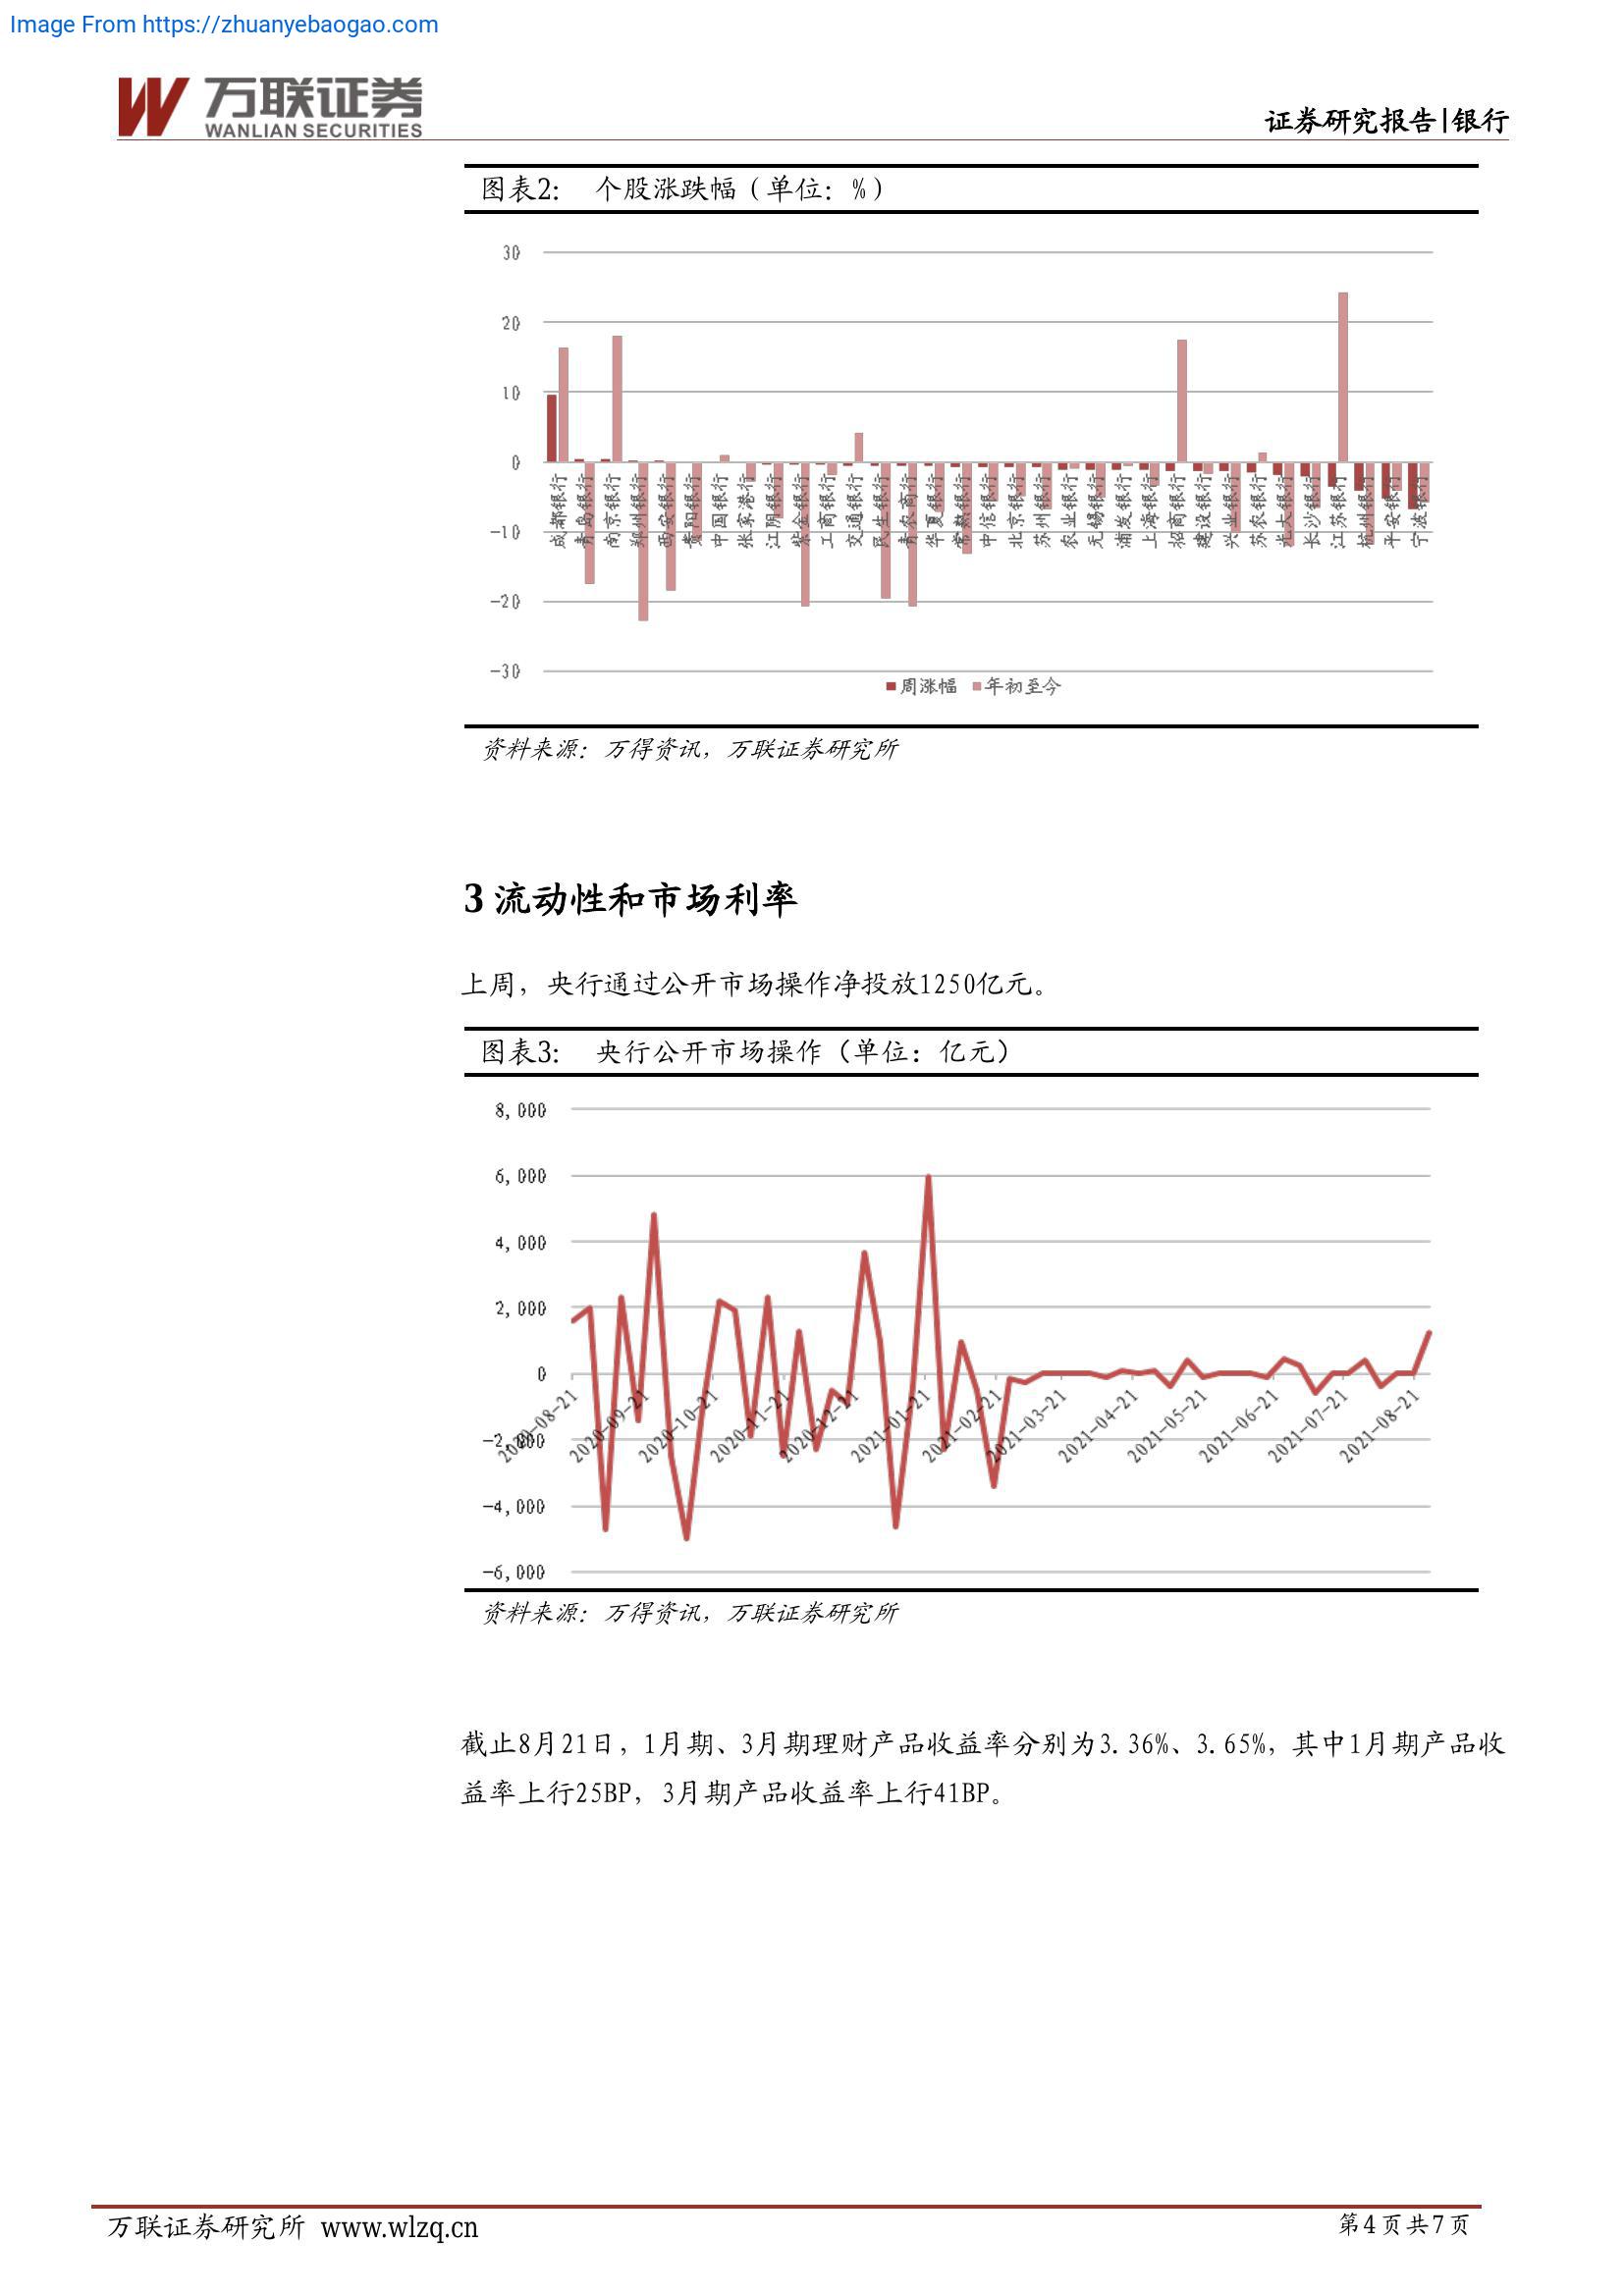 Image From https://zhuanyebaogao.com
万联证券
WANLIAN SECURITIES
证券研究报告|银行
图表2: 个股涨跌幅（单位：%）
30
20
10
0
-10
-20
-30
成都银行
青岛银行
南京银行
郑州银行
西安银行
贵阳银行
中国银行
张家港行
江阴银行
紫金银行
工商银行
交通银行
民生银行
青农商行
华夏银行
常熟银行
中信银行
北京银行
苏州银行
农业银行
无锡银行
浦发银行
上海银行
招商银行
建设银行
兴业银行
苏农银行
光大银行
长沙银行
江苏银行
杭州银行
平安银行
宁波银行
周涨幅 年初至今
资料来源：万得资讯，万联证券研究所
3 流动性和市场利率
上周，央行通过公开市场操作净投放1250亿元。
图表3: 央行公开市场操作（单位：亿元）
8,000
6,000
4,000
2,000
0
-2,000
-4,000
-6,000
2020-08-21
2020-09-21
2020-10-21
2020-11-21
2020-12-21
2021-01-21
2021-02-21
2021-03-21
2021-04-21
2021-05-21
2021-06-21
2021-07-21
2021-08-21
资料来源：万得资讯，万联证券研究所
截止8月21日，1月期、3月期理财产品收益率分别为3.36%、3.65%，其中1月期产品收
益率上行25BP，3月期产品收益率上行41BP。
万联证券研究所 www.wlzq.cn
第4页共7页